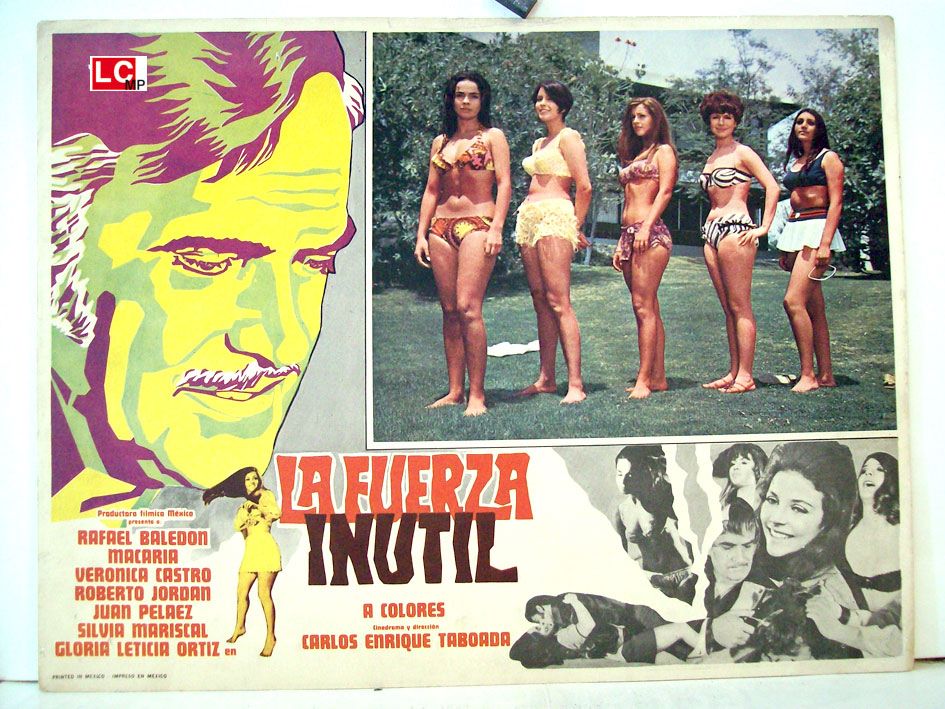 LC
MP
LA FUERZA
INUTIL
Productora fílmica México
presenta a
RAFAEL BALEDON
MACARIA
VERONICA CASTRO
ROBERTO JORDAN
JUAN PELAEZ
SILVIA MARISCAL
GLORIA LETICIA ORTIZ en
A COLORES
Cinedrama y dirección
CARLOS ENRIQUE TABOADA
PRINTED IN MEXICO - IMPRESO EN MEXICO